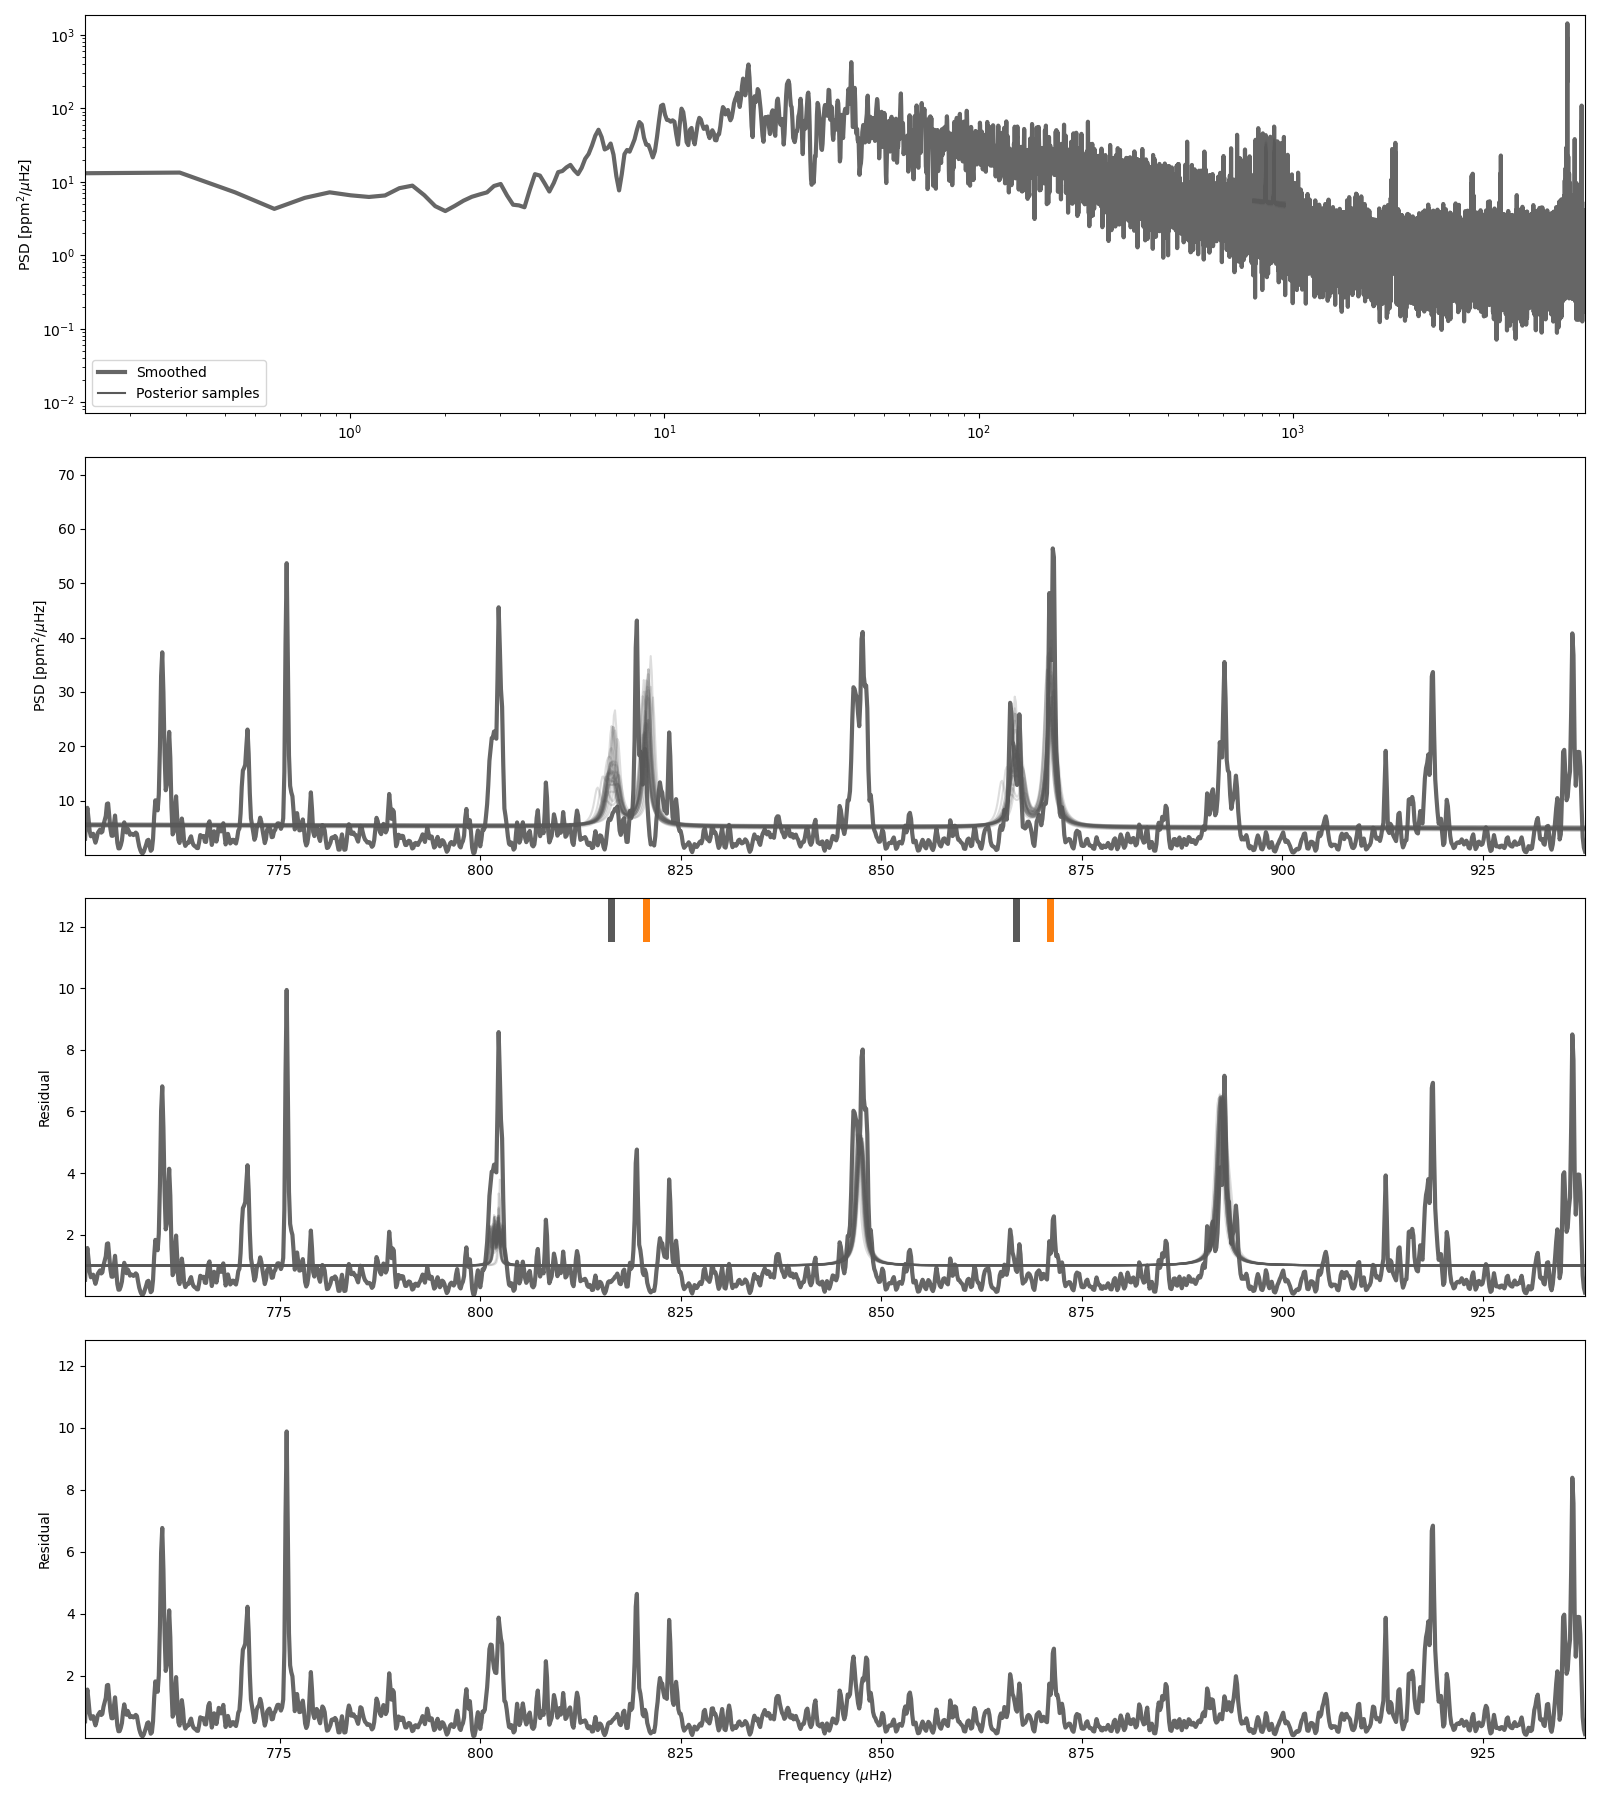 10³
10²
10¹
10⁰
10⁻¹
10⁻²
PSD [ppm²/μHz]
Smoothed
Posterior samples
10⁰ 10¹ 10² 10³
70
60
50
40
30
20
10
PSD [ppm²/μHz]
775 800 825 850 875 900 925
12
10
8
6
4
2
Residual
775 800 825 850 875 900 925
12
10
8
6
4
2
Residual
775 800 825 850 875 900 925
Frequency (μHz)